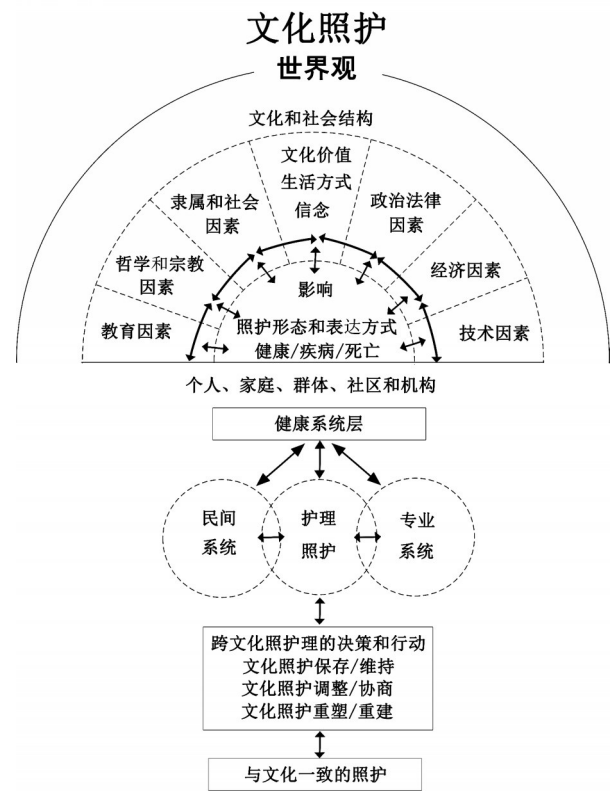 文化照护
世界观
文化和社会结构
文化价值
生活方式
信念
隶属和社会
因素
政治法律
因素
哲学和宗教
因素
经济因素
教育因素
技术因素
影响
照护形态和表达方式
健康/疾病/死亡
个人、家庭、群体、社区和机构
健康系统层
民间
系统
护理
照护
专业
系统
跨文化照护理的决策和行动
文化照护保存/维持
文化照护调整/协商
文化照护重塑/重建
与文化一致的照护